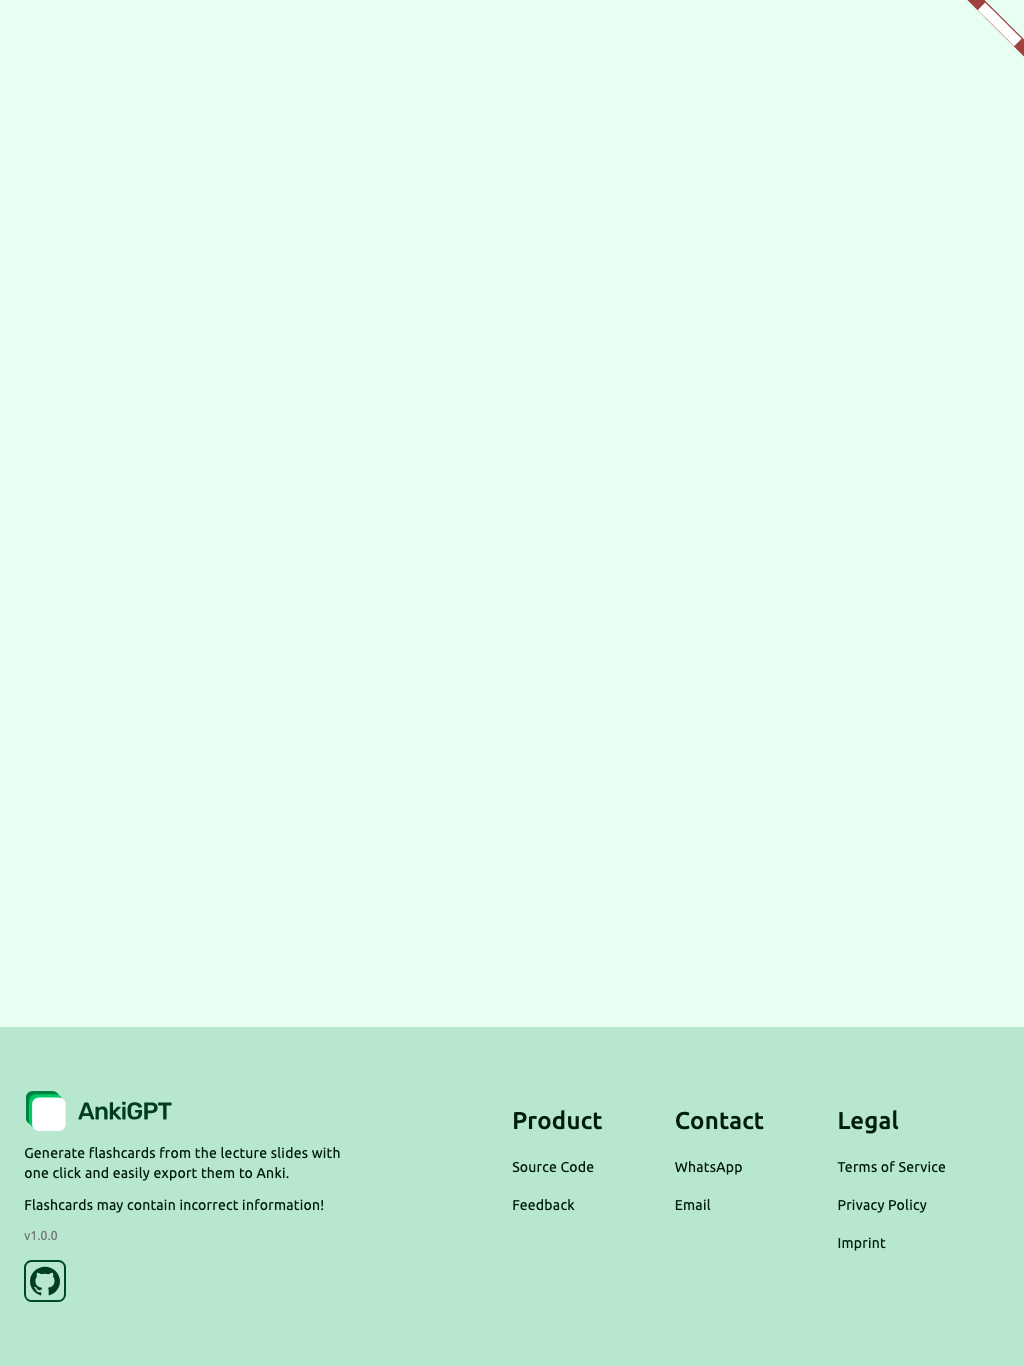 AnkiGPT
Generate flashcards from the lecture slides with
one click and easily export them to Anki.
Flashcards may contain incorrect information!
v1.0.0
Product
Source Code
Feedback
Contact
WhatsApp
Email
Legal
Terms of Service
Privacy Policy
Imprint